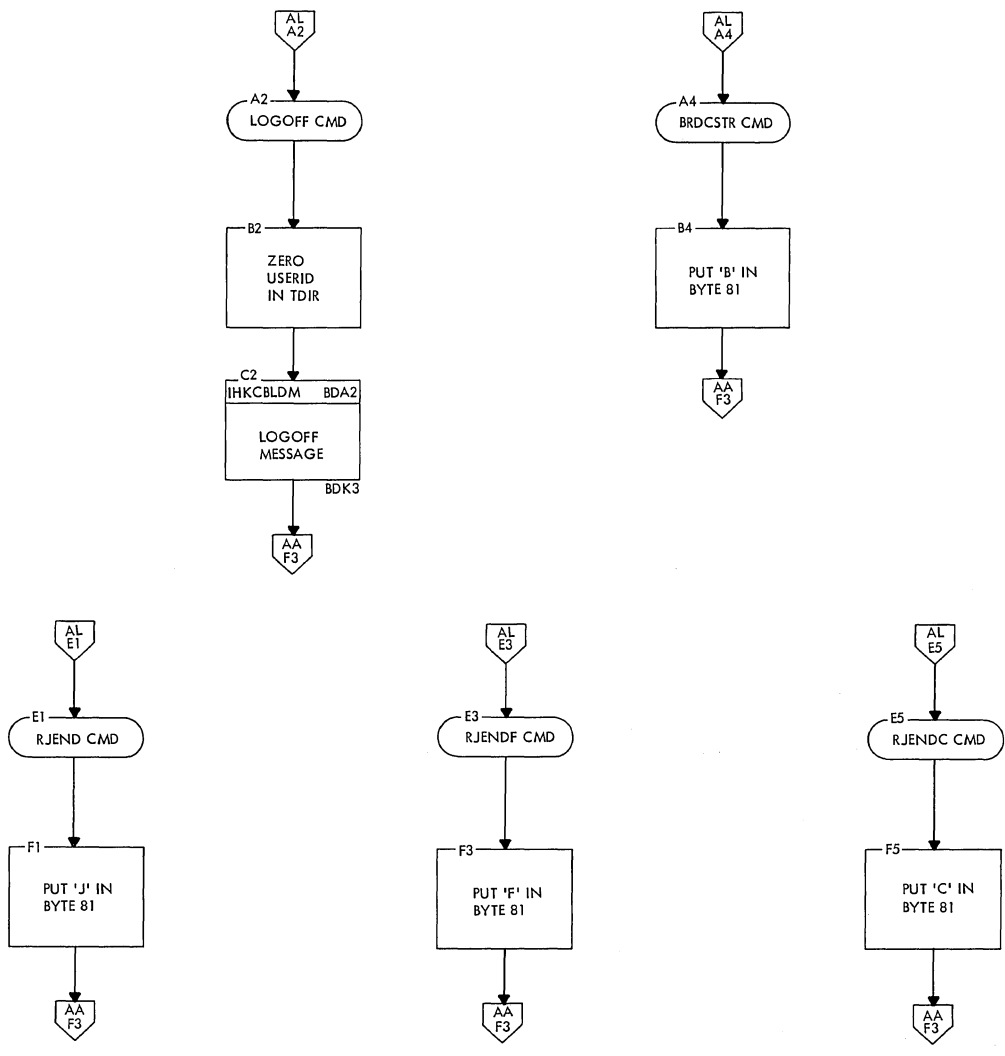 AL
A2
A2
LOGOFF CMD
B2
ZERO
USERID
IN TDIR
C2
IHKCBLDM BDA2
LOGOFF
MESSAGE
BDK3
AA
F3
AL
A4
A4
BRDCSTR CMD
B4
PUT 'B' IN
BYTE 81
AA
F3
AL
E1
E1
RJEND CMD
F1
PUT 'J' IN
BYTE 81
AA
F3
AL
E3
E3
RJENDF CMD
F3
PUT 'F' IN
BYTE 81
AA
F3
AL
E5
E5
RJENDC CMD
F5
PUT 'C' IN
BYTE 81
AA
F3